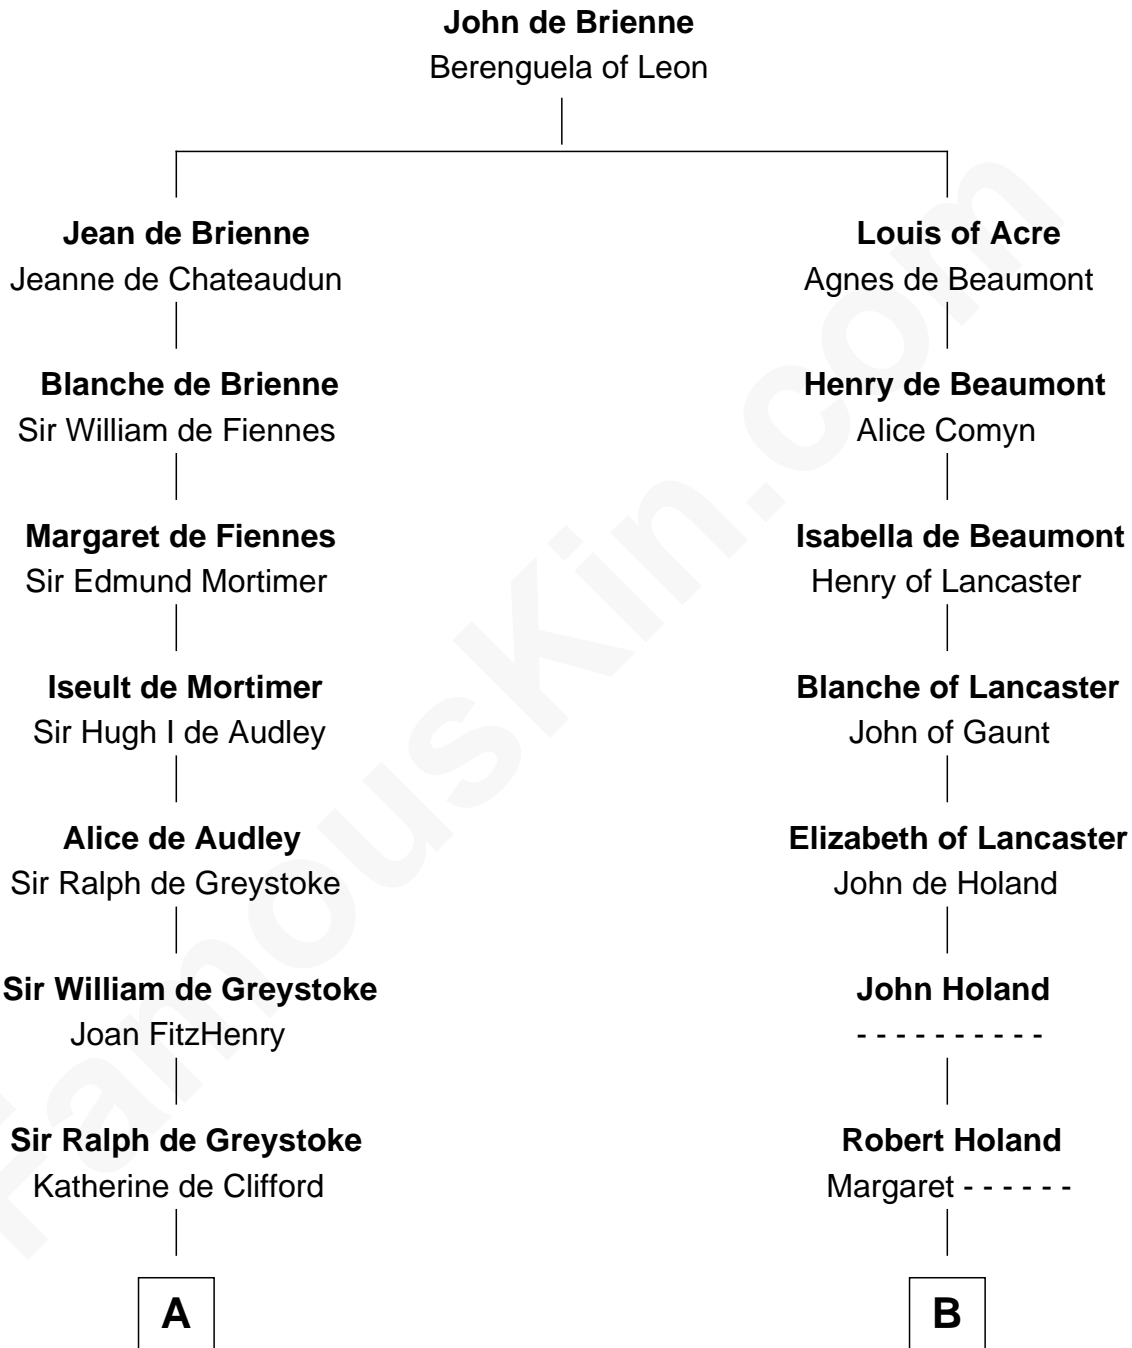 John de Brienne
Berenguela of Leon
Jean de Brienne
Jeanne de Chateaudun
Louis of Acre
Agnes de Beaumont
Blanche de Brienne
Sir William de Fiennes
Henry de Beaumont
Alice Comyn
Margaret de Fiennes
Sir Edmund Mortimer
Isabella de Beaumont
Henry of Lancaster
Iseult de Mortimer
Sir Hugh I de Audley
Blanche of Lancaster
John of Gaunt
Alice de Audley
Sir Ralph de Greystoke
Elizabeth of Lancaster
John de Holand
Sir William de Greystoke
Joan FitzHenry
John Holand
- - - - - - - - - -
Sir Ralph de Greystoke
Katherine de Clifford
Robert Holand
Margaret - - - - - -
A
B
FamousKin.com